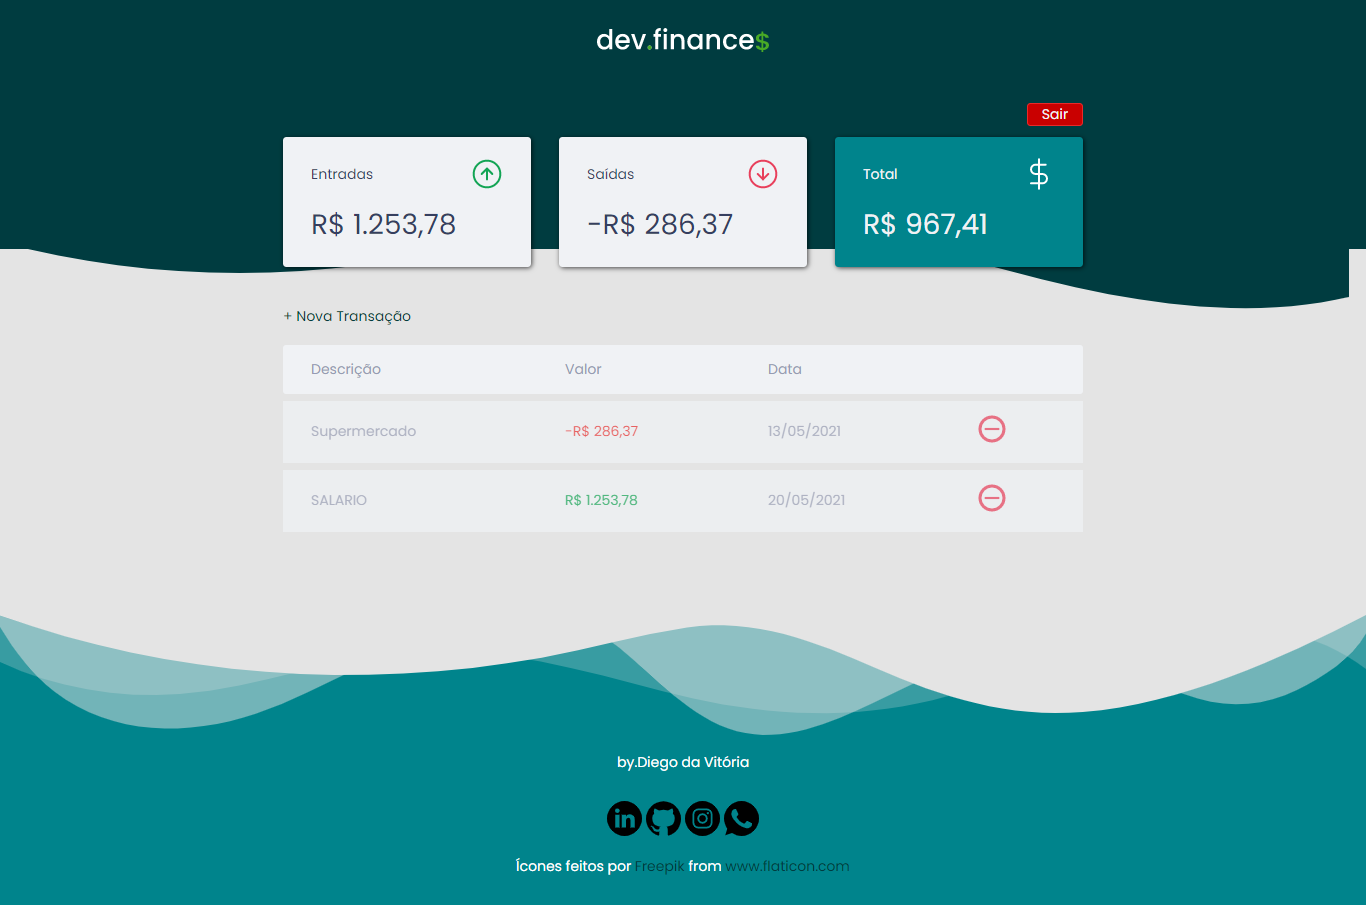 dev.finance$
Sair
Entradas
R$ 1.253,78
Saídas
-R$ 286,37
Total
R$ 967,41
+ Nova Transação
Descrição Valor Data
Supermercado -R$ 286,37 13/05/2021
SALARIO R$ 1.253,78 20/05/2021
by.Diego da Vitória
in
Ícones feitos por Freepik from www.flaticon.com